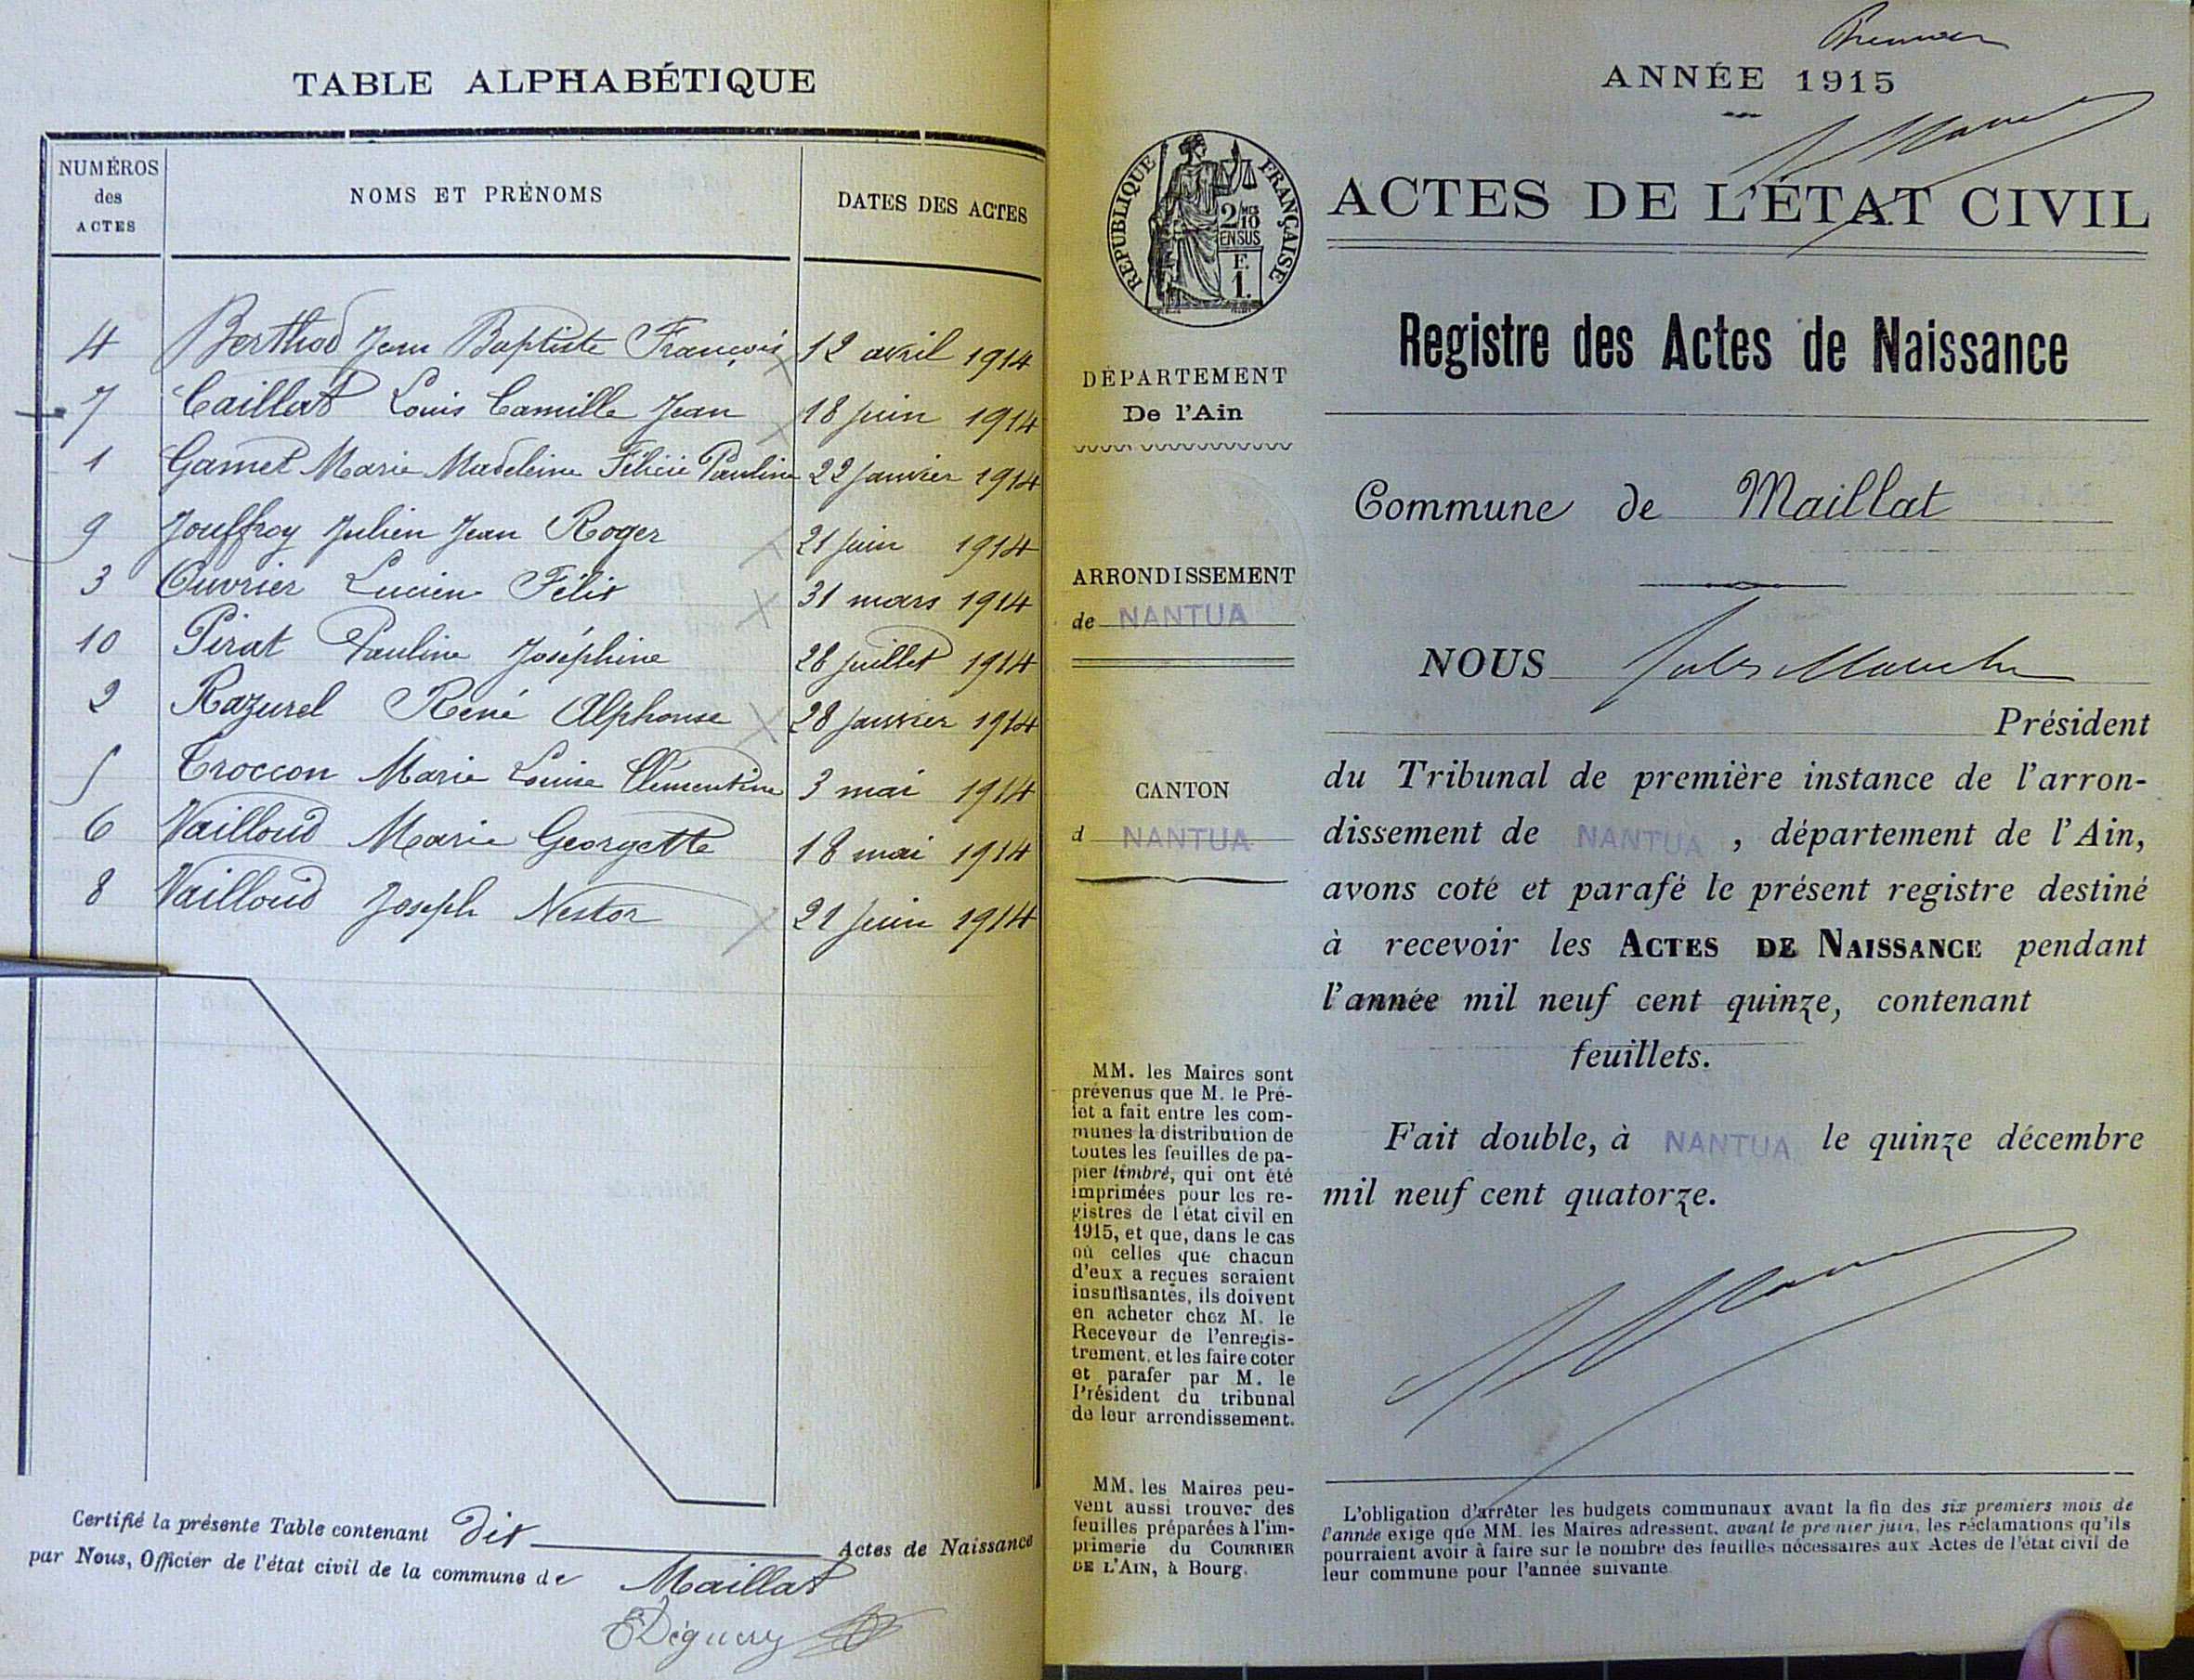 TABLE ALPHABÉTIQUE
NUMÉROS des ACTES
NOMS ET PRÉNOMS
DATES DES ACTES
4 Berthod Jean Baptiste François 12 avril 1914
7 Caillat Louis Camille Jean 18 juin 1914
1 Gamet Marie Madeleine Félicie Pauline 22 Janvier 1914
9 Jouffroy Julien Jean Roger 21 juin 1914
3 Ouvrier Lucien Félix 31 mars 1914
10 Pirat Pauline Joséphine 28 juillet 1914
2 Razurel René Alphonse 28 janvier 1914
5 Troccon Marie Louise Clémentine 3 mai 1914
6 Vailloud Marie Georgette 18 mai 1914
8 Vailloud Joseph Nestor 21 juin 1914
Certifié la présente Table contenant Dix Actes de Naissance
par Nous, Officier de l'état civil de la commune de Maillat
Déguery
Premier
ANNÉE 1915
RÉPUBLIQUE FRANÇAISE
2/10
EN SUS
F.
1.
ACTES DE L'ÉTAT CIVIL
DÉPARTEMENT
De l'Ain
Registre des Actes de Naissance
Commune de Maillat
ARRONDISSEMENT
de NANTUA
CANTON
d NANTUA
NOUS Jules
Président
du Tribunal de première instance de l'arron-
dissement de NANTUA, département de l'Ain,
avons coté et parafé le présent registre destiné
à recevoir les ACTES DE NAISSANCE pendant
l'année mil neuf cent quinze, contenant
feuillets.
Fait double, à NANTUA le quinze décembre
mil neuf cent quatorze.
MM. les Maires sont
prévenus que M. le Pré-
fet a fait entre les com-
munes la distribution de
toutes les feuilles de pa-
pier timbré, qui ont été
imprimées pour les re-
gistres de l'état civil en
1915, et que, dans le cas
où celles que chacun
d'eux a reçues seraient
insuffisantes, ils doivent
en acheter chez M. le
Receveur de l'enregis-
trement, et les faire coter
et parafer par M. le
Président du tribunal
de leur arrondissement.
MM. les Maires peu-
vent aussi trouver des
feuilles préparées à l'im-
primerie du COURRIER
DE L'AIN, à Bourg.
L'obligation d'arrêter les budgets communaux avant la fin des six premiers mois de
l'année exige que MM. les Maires adressent, avant le premier juin, les réclamations qu'ils
pourraient avoir à faire sur le nombre des feuilles nécessaires aux Actes de l'état civil de
leur commune pour l'année suivante.